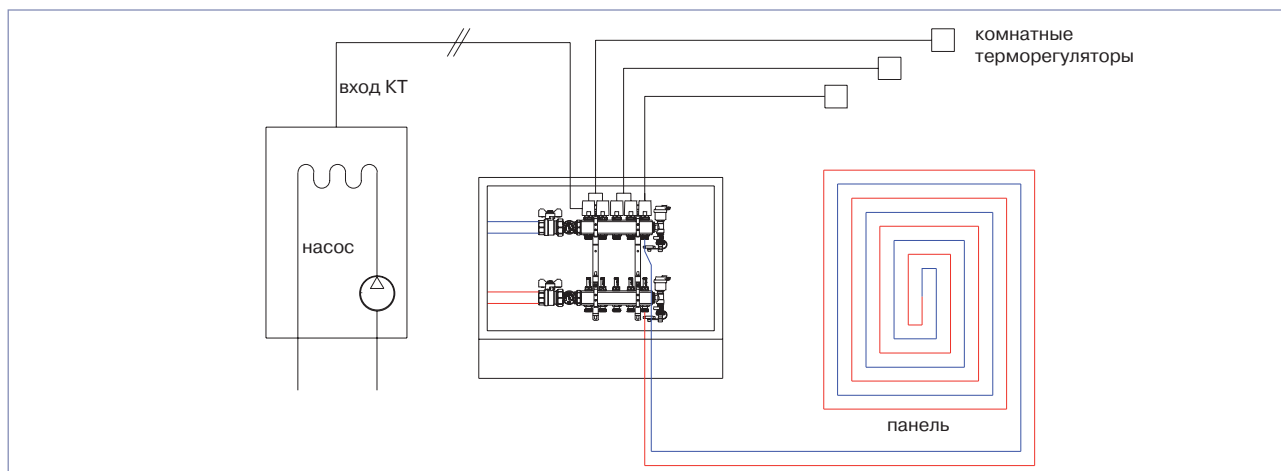 комнатные
терморегуляторы
вход КТ
насос
панель